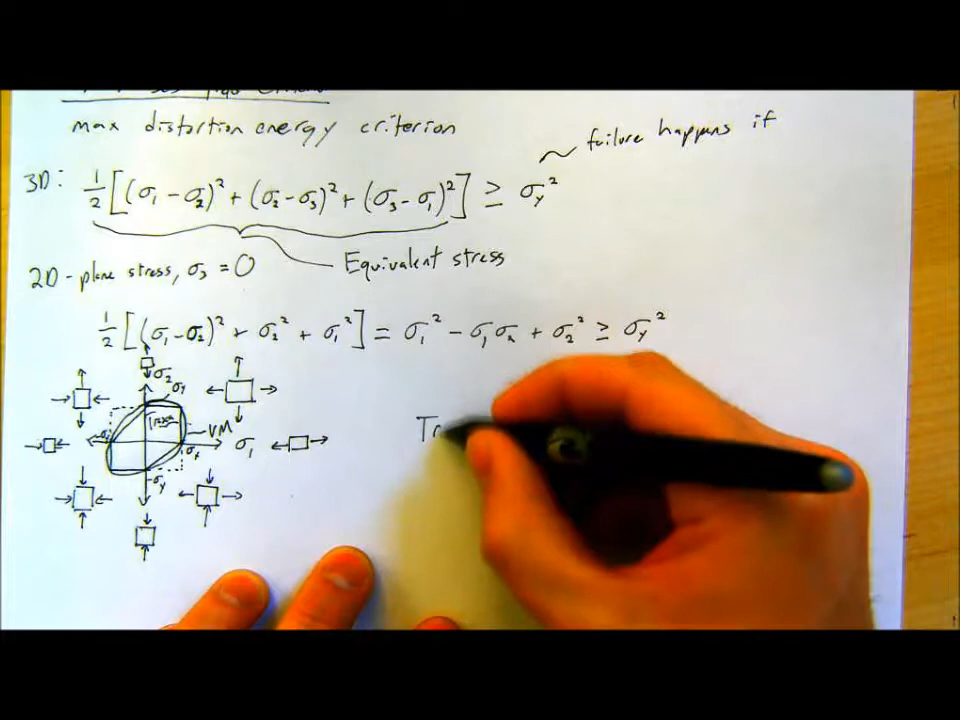 max distortion energy criterion
failure happens if
3D: 1/2[(σ₁ - σ₂)² + (σ₂ - σ₃)² + (σ₃ - σ₁)²] ≥ σy²
Equivalent stress
2D - plane stress, σ₃ = 0
1/2[(σ₁ - σ₂)² + σ₂² + σ₁²] = σ₁² - σ₁σ₂ + σ₂² ≥ σy²
σ₂
σy
Tresca
VM
σ₁
σy
σy
Tr